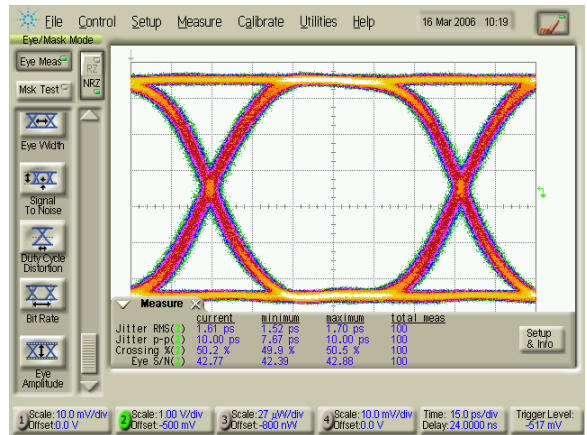 File Control Setup Measure Calibrate Utilities Help 16 Mar 2006 10:19
Eye/Mask Mode
Eye Meas
RZ
Msk Test
NRZ
Eye Width
Signal
To Noise
Duty Cycle
Distortion
Bit Rate
Eye
Amplitude
Measure
current minimum maximum total meas
Jitter RMS(2) 1.61 ps 1.52 ps 1.70 ps 100
Jitter p-p(2) 10.00 ps 7.67 ps 10.00 ps 100
Crossing %(2) 50.2 % 49.9 % 50.5 % 100
Eye S/N(2) 42.77 42.39 42.88 100
Setup
& Info
1 Scale:10.0 mV/div
Offset:0.0 V
2 Scale:1.00 V/div
Offset:-500 mV
3 Scale:27 µW/div
Offset:-800 nW
4 Scale:10.0 mV/div
Offset:0.0 V
Time:15.0 ps/div
Delay:24.0000 ns
Trigger Level:
-517 mV